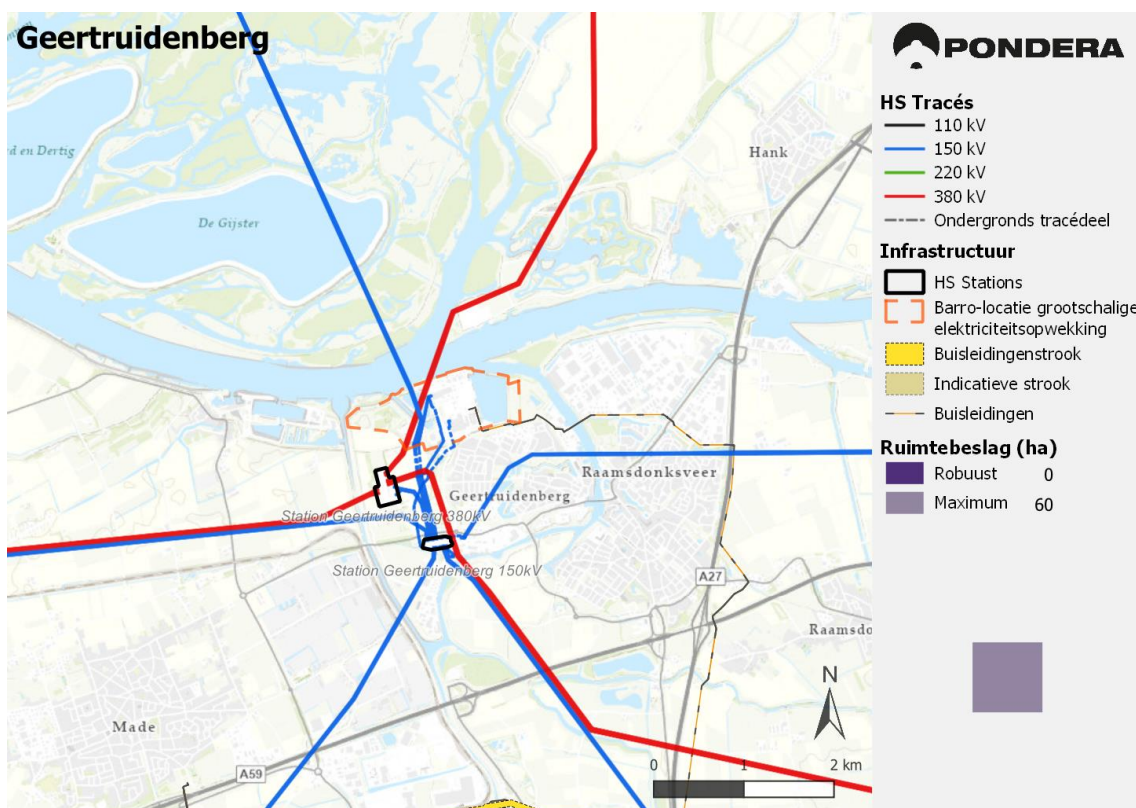 Geertruidenberg
PONDERA
HS Tracés
110 kV
150 kV
220 kV
380 kV
Ondergronds tracédeel
Infrastructuur
HS Stations
Barro-locatie grootschalige
elektriciteitsopwekking
Buisleidingenstrook
Indicatieve strook
Buisleidingen
Ruimtebeslag (ha)
Robuust 0
Maximum 60
Hank
en Dertig
De Gijster
Raamsdonksveer
Geertruidenberg
Station Geertruidenberg 380kV
Station Geertruidenberg 150kV
A27
Raamsdo
Made
A59
N
0 1 2 km